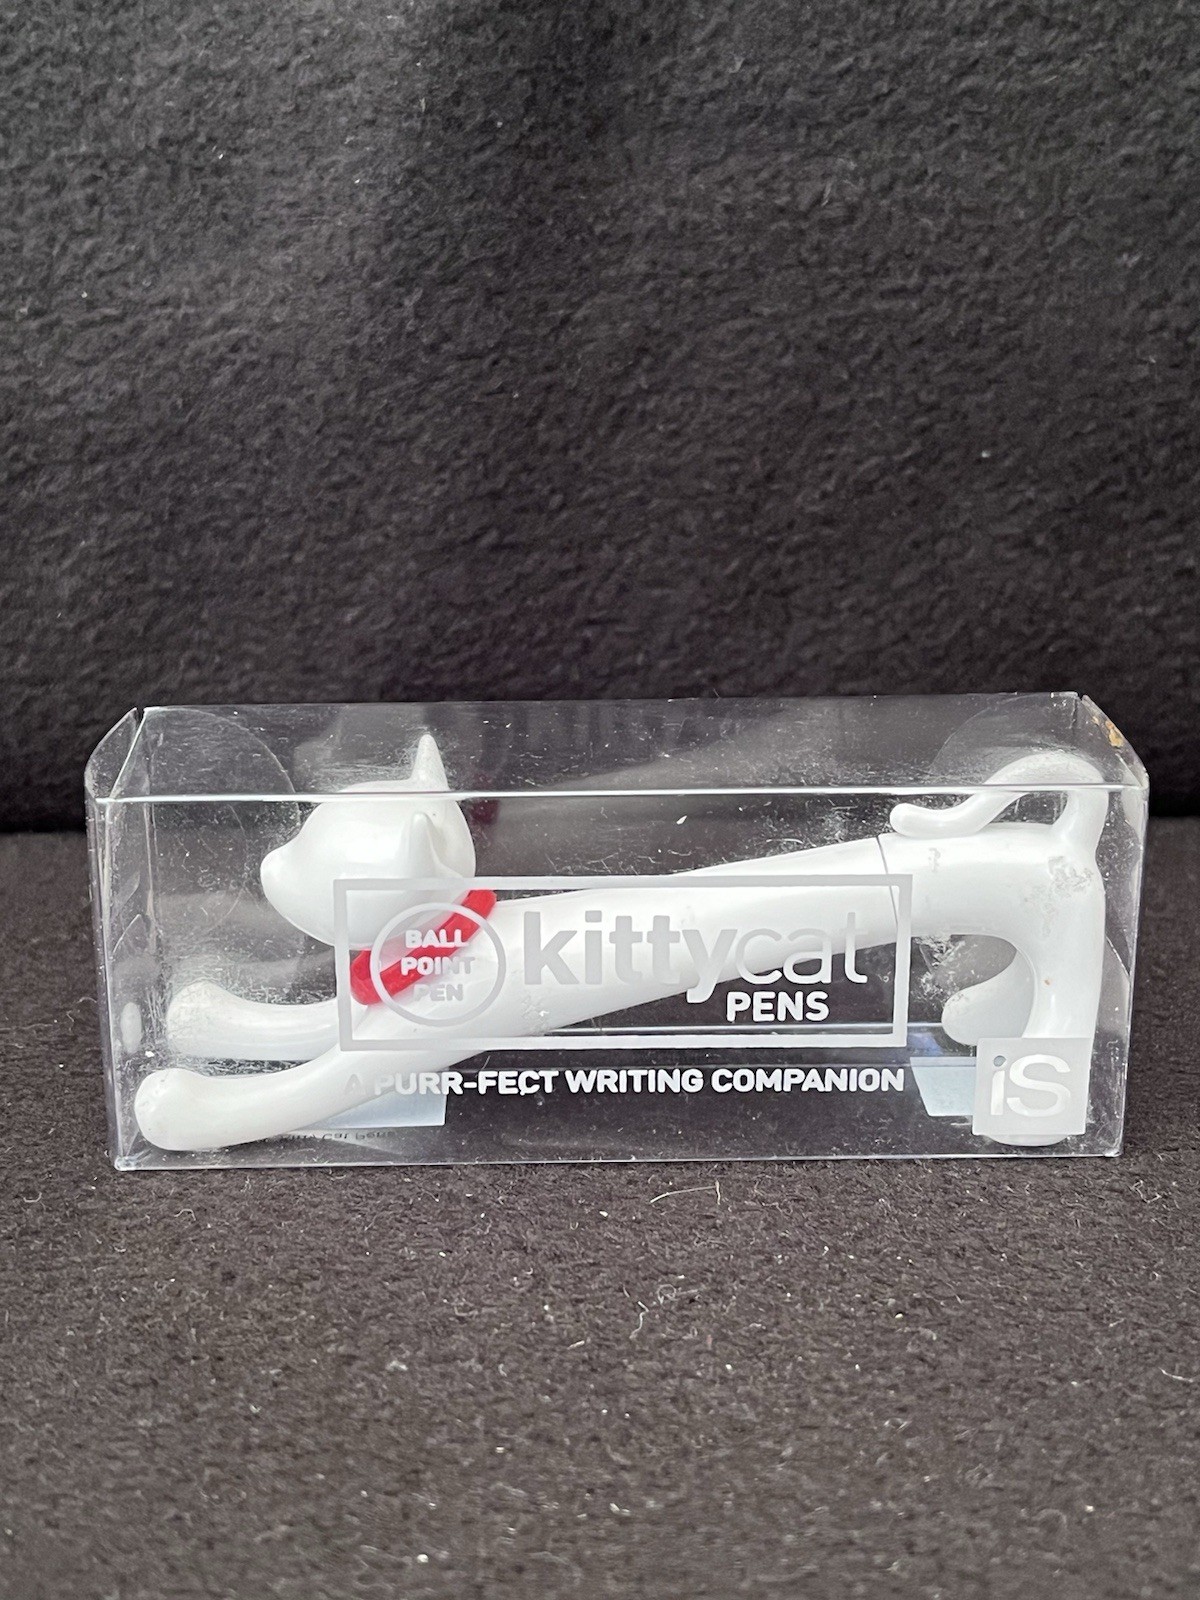 BALL
POINT
PEN
kittycat
PENS
A PURR-FECT WRITING COMPANION
iS